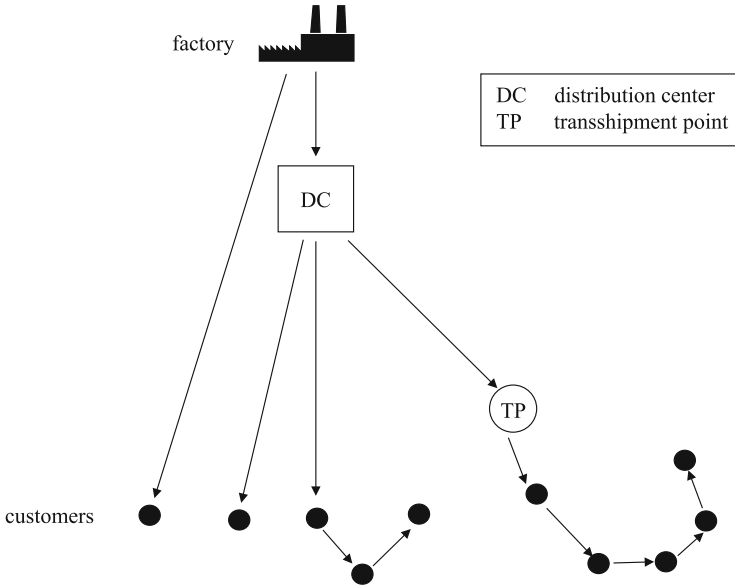 factory
DC distribution center
TP transshipment point
DC
TP
customers